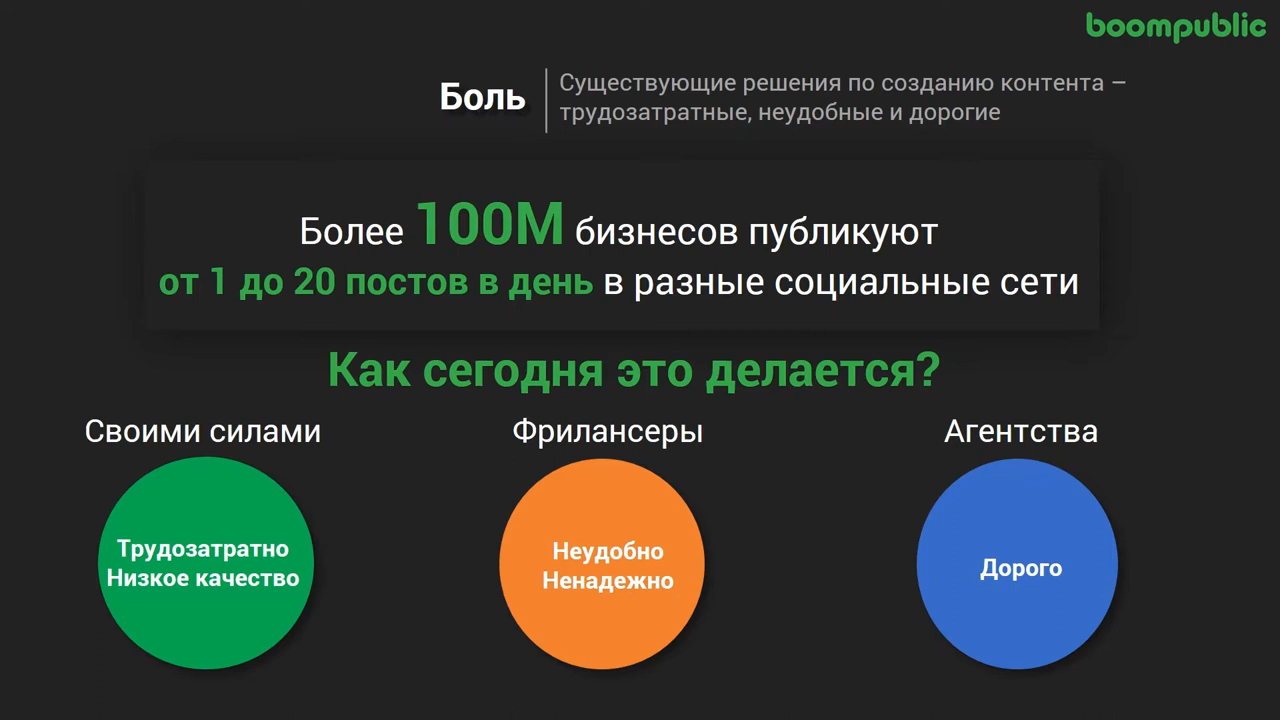 boompublic
Боль
Существующие решения по созданию контента –
трудозатратные, неудобные и дорогие
Более 100М бизнесов публикуют
от 1 до 20 постов в день в разные социальные сети
Как сегодня это делается?
Своими силами
Трудозатратно
Низкое качество
Фрилансеры
Неудобно
Ненадежно
Агентства
Дорого